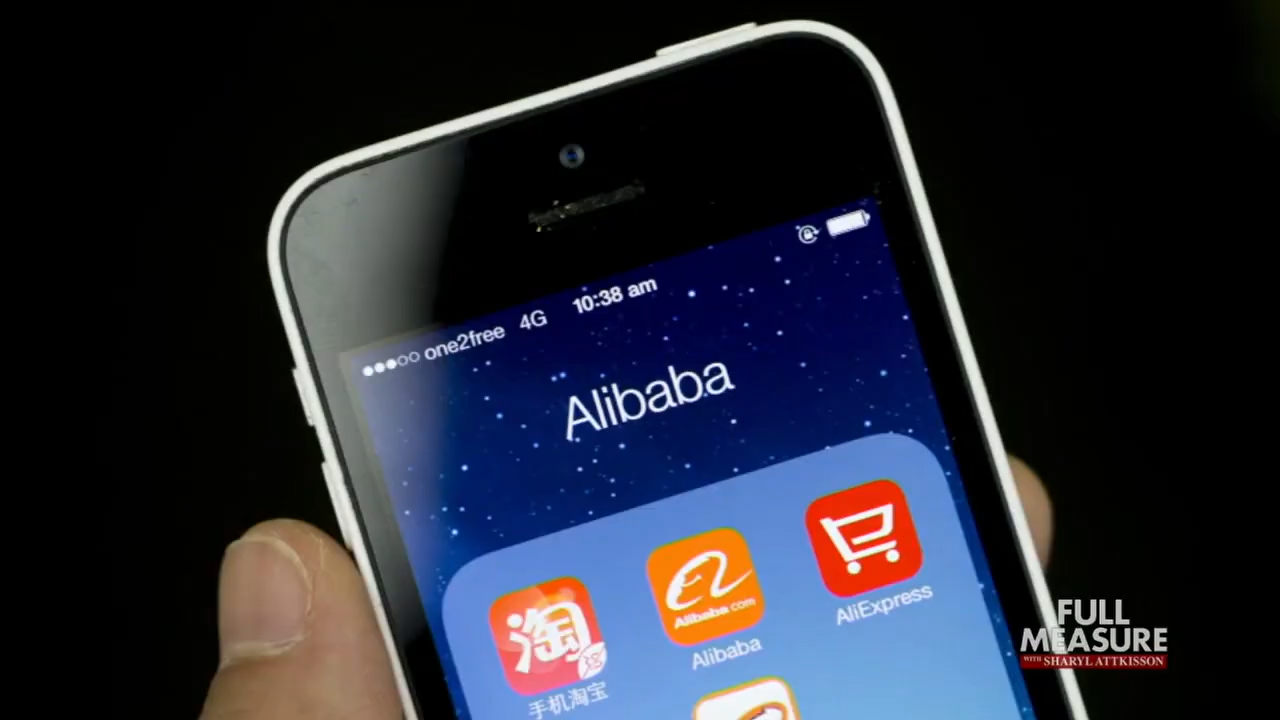 one2free 4G 10:38 am
Alibaba
淘
Alibaba.com
手机淘宝
Alibaba
AliExpress
FULL
MEASURE
WITH SHARYL ATTKISSON